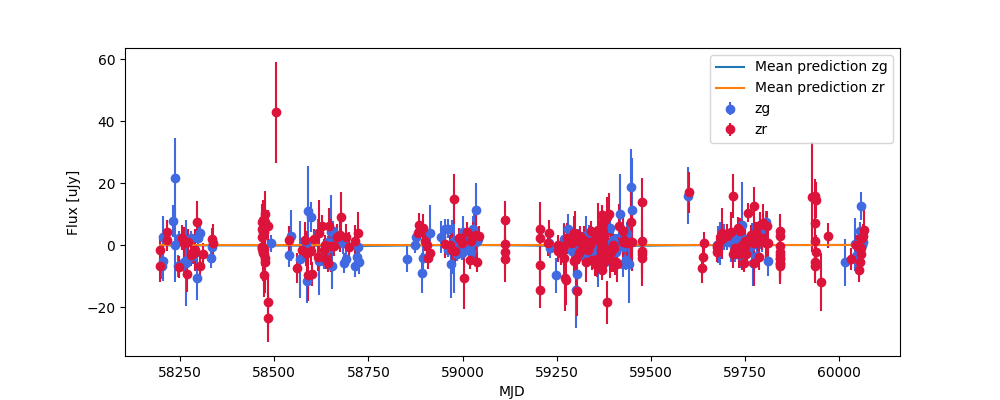 60
40
20
0
−20
Flux [uJy]
58250 58500 58750 59000 59250 59500 59750 60000
MJD
Mean prediction zg
Mean prediction zr
zg
zr